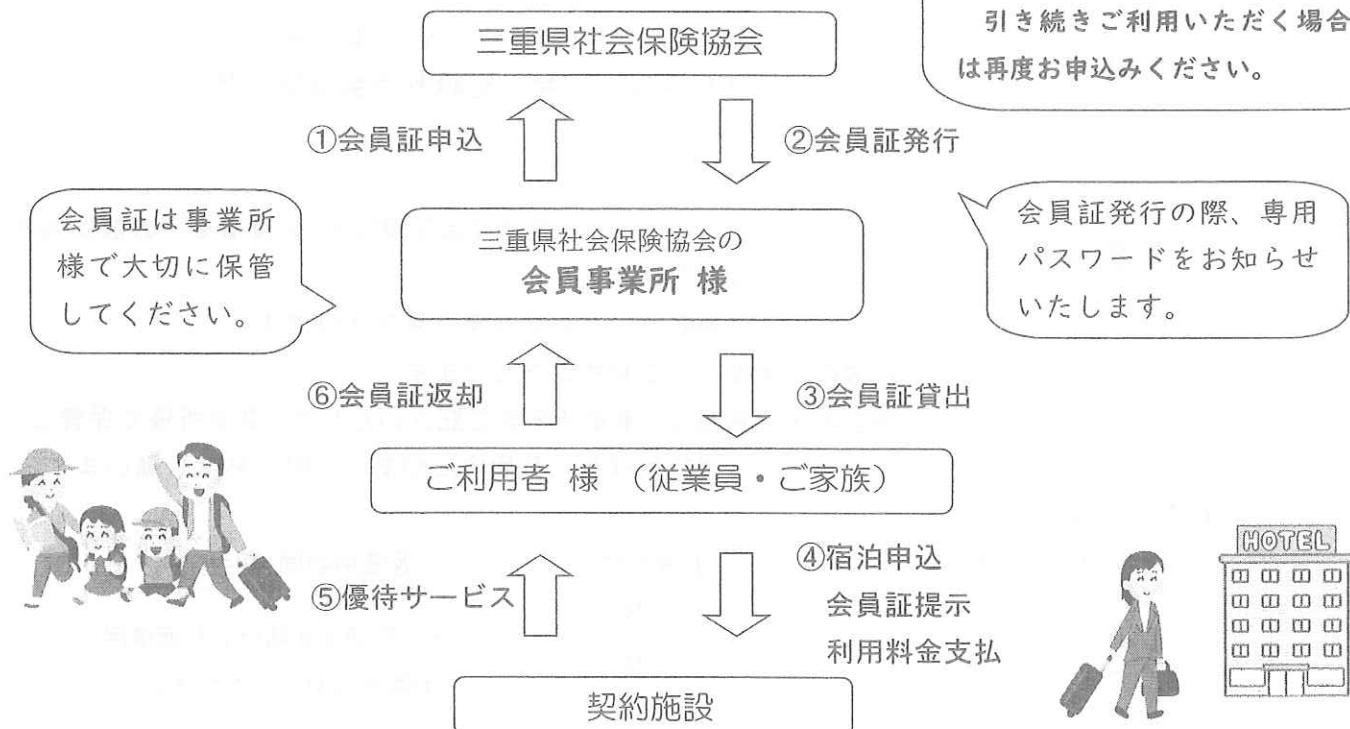 引き続きご利用いただく場合
は再度お申込みください。
三重県社会保険協会
①会員証申込
②会員証発行
会員証は事業所
様で大切に保管
してください。
三重県社会保険協会の
会員事業所 様
会員証発行の際、専用
パスワードをお知らせ
いたします。
⑥会員証返却
③会員証貸出
ご利用者 様 （従業員・ご家族）
⑤優待サービス
④宿泊申込
会員証提示
利用料金支払
HOTEL
契約施設